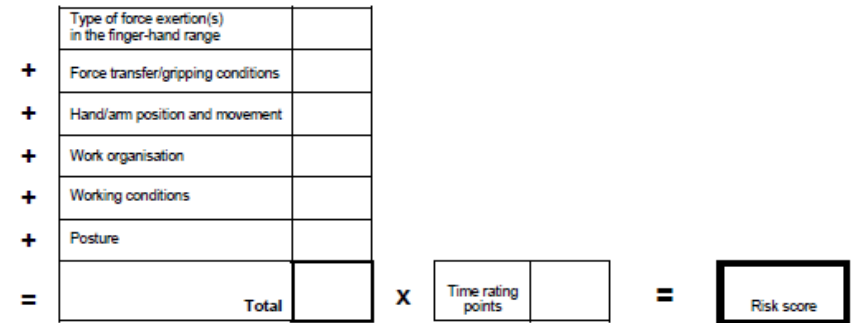 Type of force exertion(s)
in the finger-hand range
+ Force transfer/gripping conditions
+ Hand/arm position and movement
+ Work organisation
+ Working conditions
+ Posture
= Total x Time rating
points = Risk score